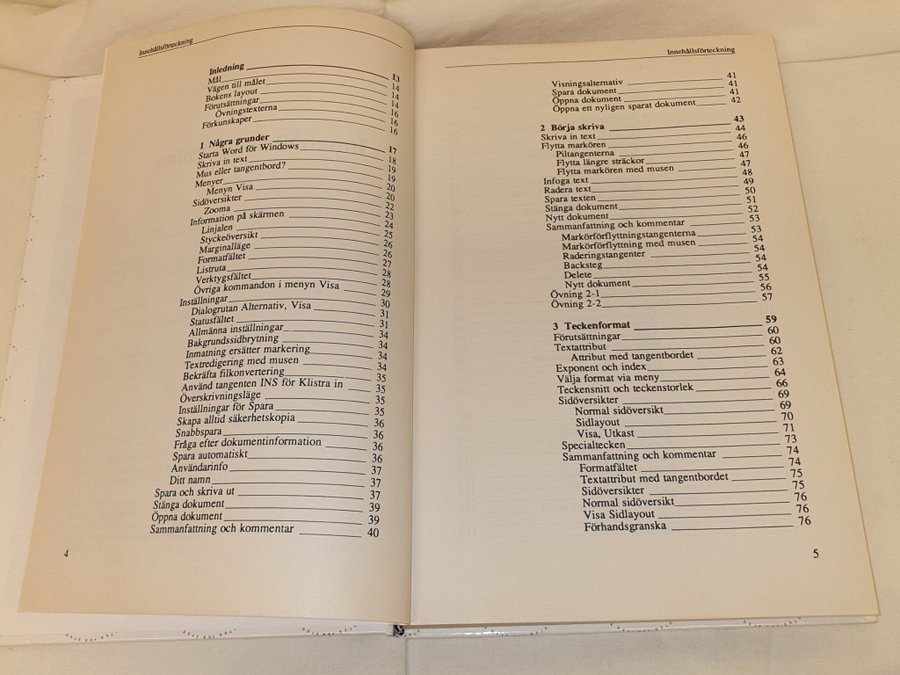 Innehållsförteckning
Inledning 13
Mål 14
Vägen till målet 14
Bokens layout 14
Förutsättningar 14
Övningstexterna 16
Förkunskaper 16
1 Några grunder 17
Starta Word för Windows 18
Skriva in text 19
Mus eller tangentbord? 19
Menyer 20
Menyn Visa 20
Sidöversikter 22
Zooma 23
Information på skärmen 24
Linjalen 25
Styckeöversikt 26
Marginalläge 26
Formatfältet 27
Listruta 28
Verktygsfältet 28
Övriga kommandon i menyn Visa 29
Inställningar 30
Dialogrutan Alternativ, Visa 31
Statusfältet 31
Allmänna inställningar 34
Bakgrundssidbrytning 34
Inmatning ersätter markering 34
Textredigering med musen 34
Bekräfta filkonvertering 35
Använd tangenten INS för Klistra in 35
Överskrivningsläge 35
Inställningar för Spara 35
Skapa alltid säkerhetskopia 36
Snabbspara 36
Fråga efter dokumentinformation 36
Spara automatiskt 36
Användarinfo 37
Ditt namn 37
Spara och skriva ut 37
Stänga dokument 39
Öppna dokument 39
Sammanfattning och kommentar 40
4
Innehållsförteckning
Visningsalternativ 41
Spara dokument 41
Öppna dokument 41
Öppna ett nyligen sparat dokument 42
2 Börja skriva 43
Skriva in text 44
Flytta markören 46
Piltangenterna 46
Flytta längre sträckor 47
Flytta markören med musen 47
Infoga text 48
Radera text 49
Spara texten 50
Stänga dokument 51
Nytt dokument 52
Sammanfattning och kommentar 53
Markörförflyttningstangenterna 53
Markörförflyttning med musen 54
Raderingstangenter 54
Backsteg 54
Delete 54
Nytt dokument 55
Övning 2-1 56
Övning 2-2 57
3 Teckenformat 59
Förutsättningar 60
Textattribut 60
Attribut med tangentbordet 62
Exponent och index 63
Välja format via meny 64
Teckensnitt och teckenstorlek 66
Sidöversikter 69
Normal sidöversikt 69
Sidlayout 70
Visa, Utkast 71
Specialtecken 73
Sammanfattning och kommentar 74
Formatfältet 74
Textattribut med tangentbordet 75
Sidöversikter 75
Normal sidöversikt 76
Visa Sidlayout 76
Förhandsgranska 76
5